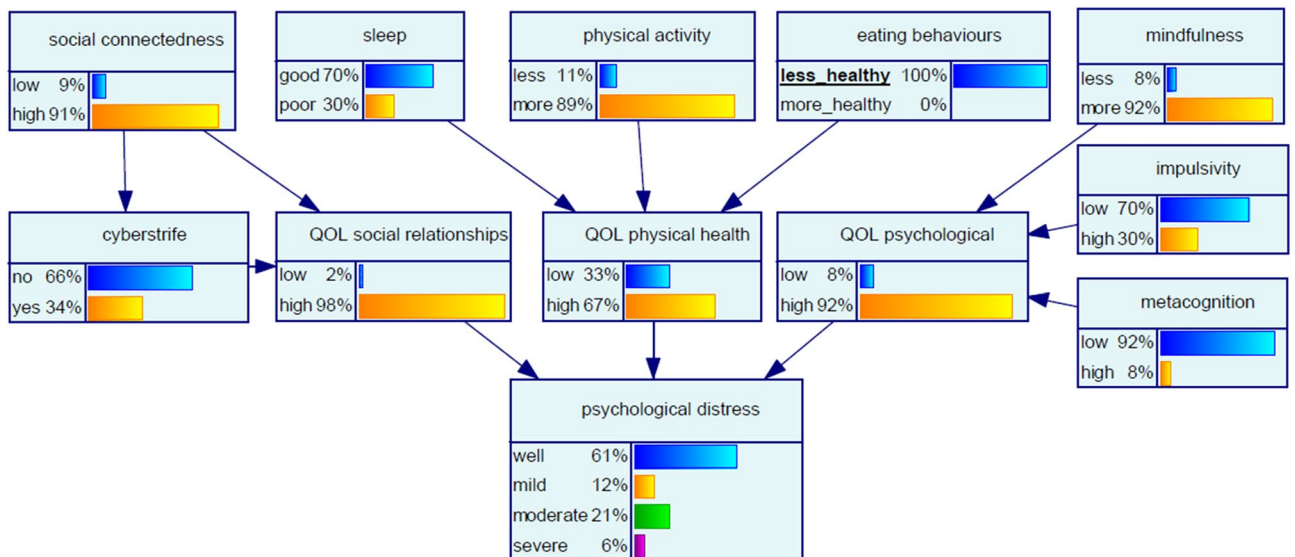 social connectedness
low 9%
high 91%
sleep
good 70%
poor 30%
physical activity
less 11%
more 89%
eating behaviours
less_healthy 100%
more_healthy 0%
mindfulness
less 8%
more 92%
impulsivity
low 70%
high 30%
cyberstrife
no 66%
yes 34%
QOL social relationships
low 2%
high 98%
QOL physical health
low 33%
high 67%
QOL psychological
low 8%
high 92%
metacognition
low 92%
high 8%
psychological distress
well 61%
mild 12%
moderate 21%
severe 6%